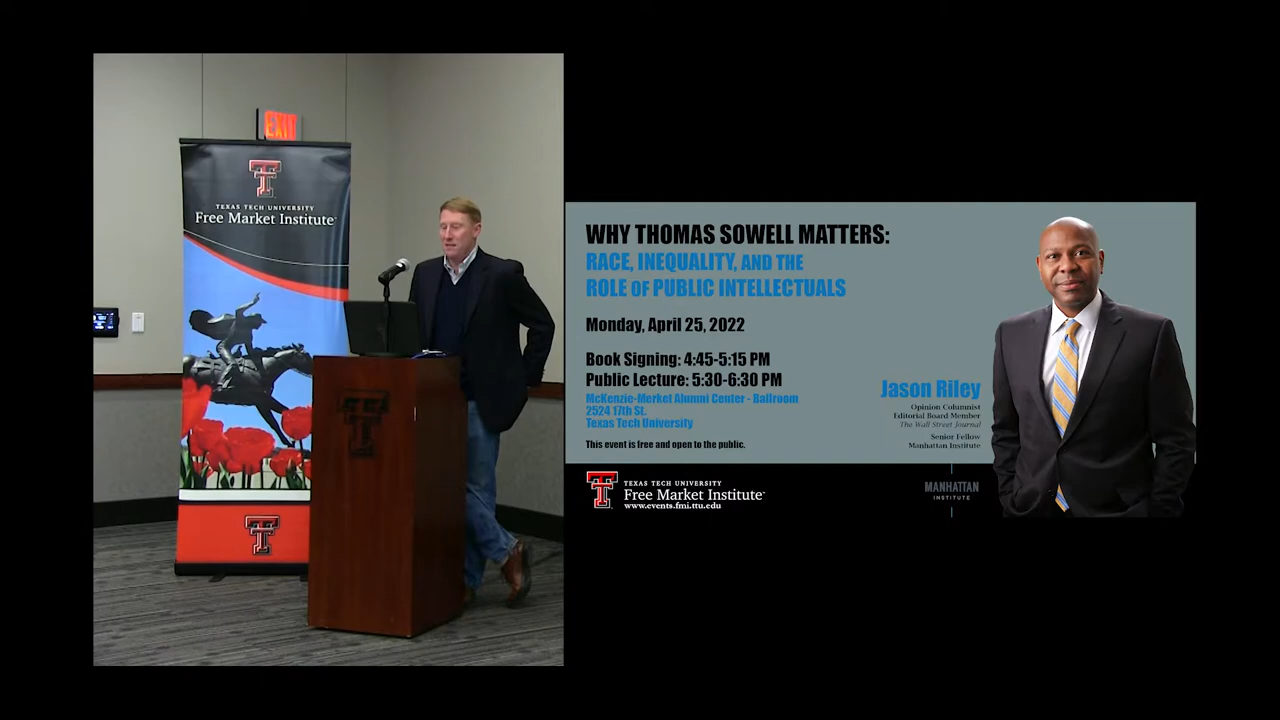 EXIT
TEXAS TECH UNIVERSITY
Free Market Institute
WHY THOMAS SOWELL MATTERS:
RACE, INEQUALITY, AND THE
ROLE OF PUBLIC INTELLECTUALS
Monday, April 25, 2022
Book Signing: 4:45-5:15 PM
Public Lecture: 5:30-6:30 PM
McKenzie-Merket Alumni Center - Ballroom
2524 17th St.
Texas Tech University
This event is free and open to the public.
Jason Riley
Opinion Columnist
Editorial Board Member
The Wall Street Journal
Senior Fellow
Manhattan Institute
TEXAS TECH UNIVERSITY
Free Market Institute
www.events.fmi.ttu.edu
MANHATTAN
INSTITUTE